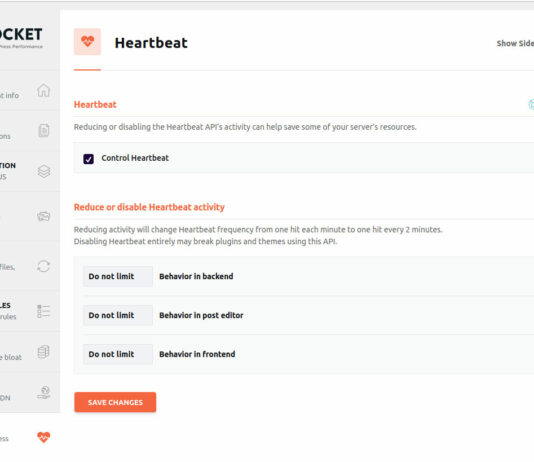 OCKET
Press Performance
t info
ons
TION
US
files,
LES
rules
e bloat
DN
ess
Heartbeat
Show Side
Heartbeat
Reducing or disabling the Heartbeat API's activity can help save some of your server's resources.
Control Heartbeat
Reduce or disable Heartbeat activity
Reducing activity will change Heartbeat frequency from one hit each minute to one hit every 2 minutes.
Disabling Heartbeat entirely may break plugins and themes using this API.
Do not limit Behavior in backend
Do not limit Behavior in post editor
Do not limit Behavior in frontend
SAVE CHANGES